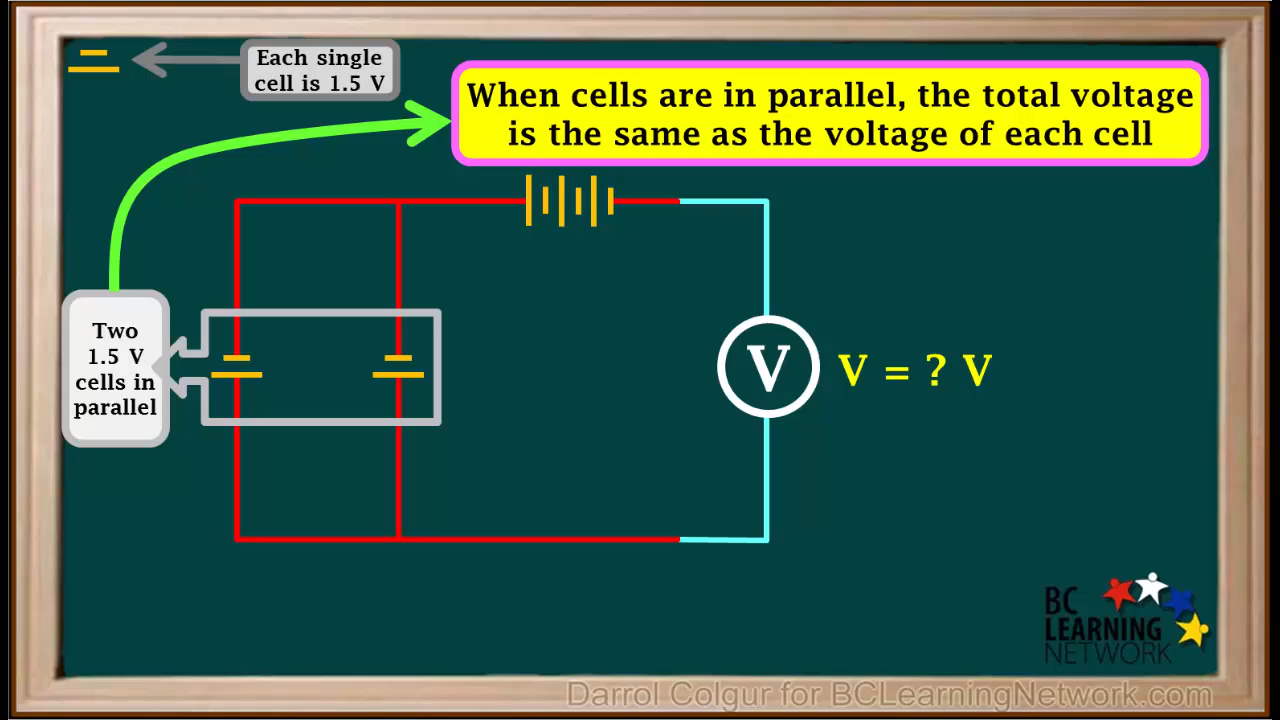 Each single
cell is 1.5 V
When cells are in parallel, the total voltage
is the same as the voltage of each cell
Two
1.5 V
cells in
parallel
V
V = ? V
BC
LEARNING
NETWORK
Darrol Colgur for BCLearningNetwork.com